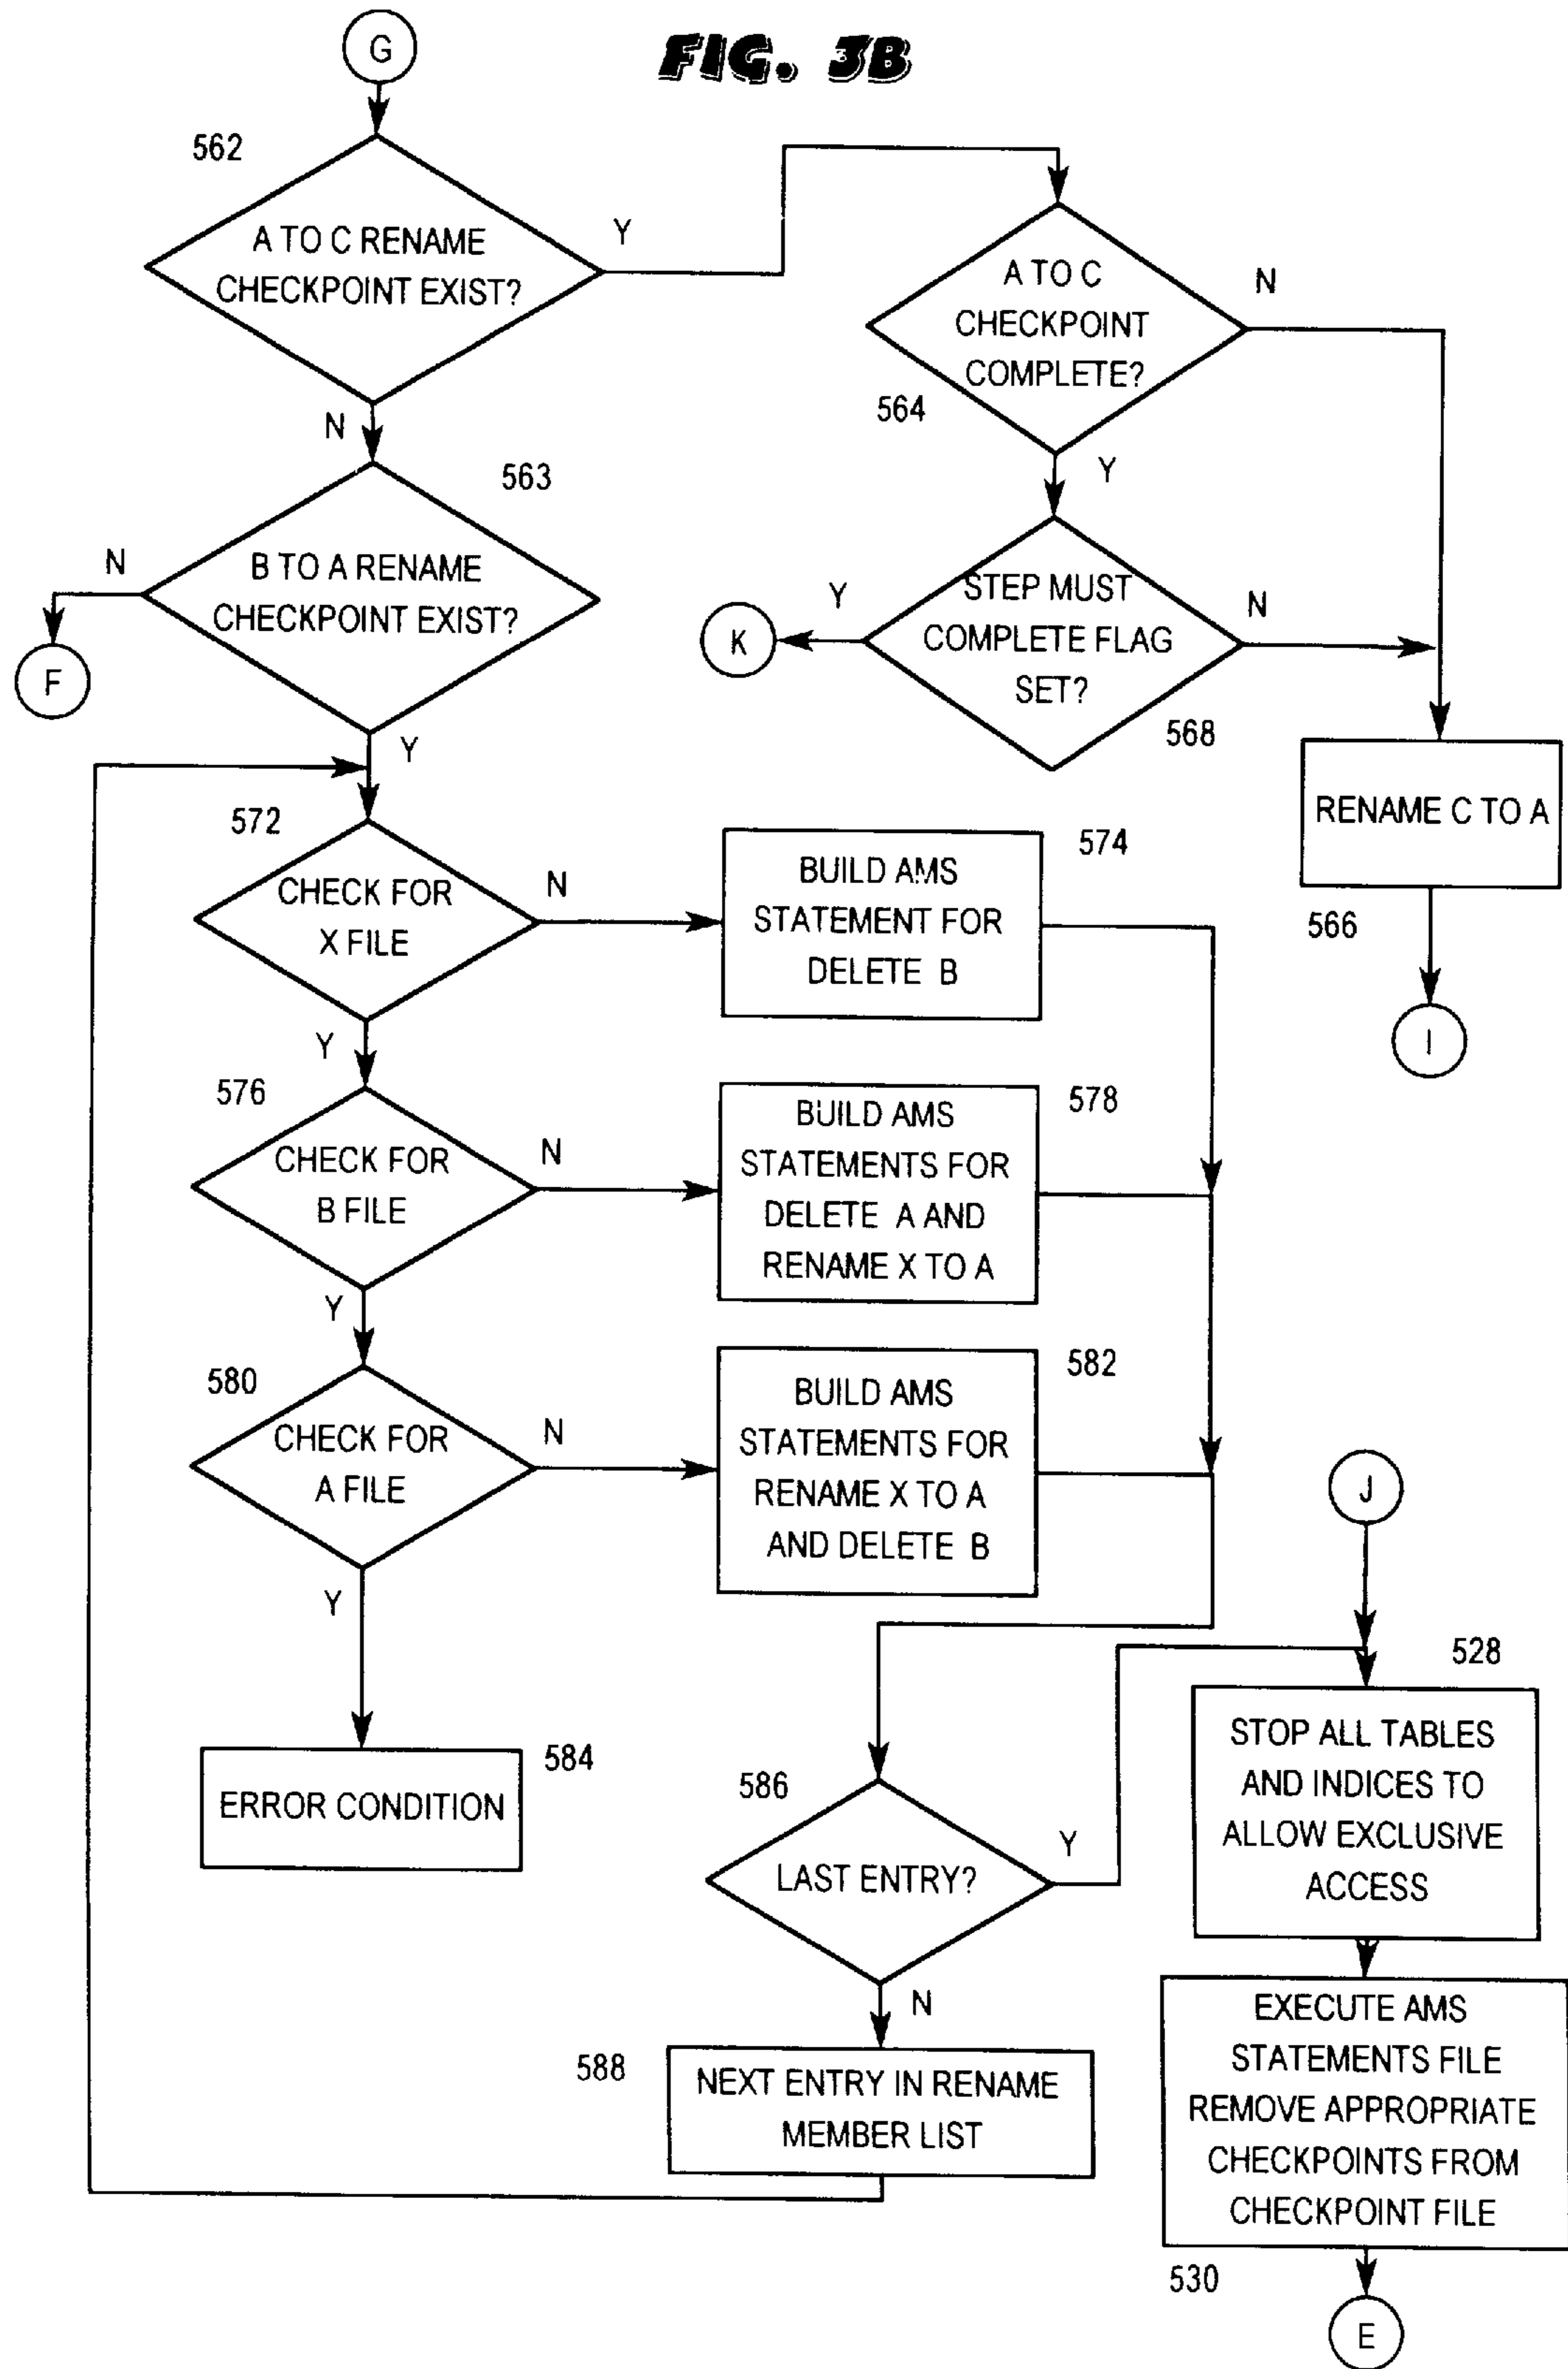 FIG. 3B
G
562
A TO C RENAME
CHECKPOINT EXIST?
Y
N
A TO C
CHECKPOINT
COMPLETE?
564
N
Y
563
B TO A RENAME
CHECKPOINT EXIST?
N
F
Y
STEP MUST
COMPLETE FLAG
SET?
568
Y
K
N
RENAME C TO A
566
I
572
CHECK FOR
X FILE
N
Y
BUILD AMS
STATEMENT FOR
DELETE B
574
576
CHECK FOR
B FILE
N
Y
BUILD AMS
STATEMENTS FOR
DELETE A AND
RENAME X TO A
578
580
CHECK FOR
A FILE
N
Y
BUILD AMS
STATEMENTS FOR
RENAME X TO A
AND DELETE B
582
ERROR CONDITION
584
586
LAST ENTRY?
Y
N
588
NEXT ENTRY IN RENAME
MEMBER LIST
J
528
STOP ALL TABLES
AND INDICES TO
ALLOW EXCLUSIVE
ACCESS
EXECUTE AMS
STATEMENTS FILE
REMOVE APPROPRIATE
CHECKPOINTS FROM
CHECKPOINT FILE
530
E